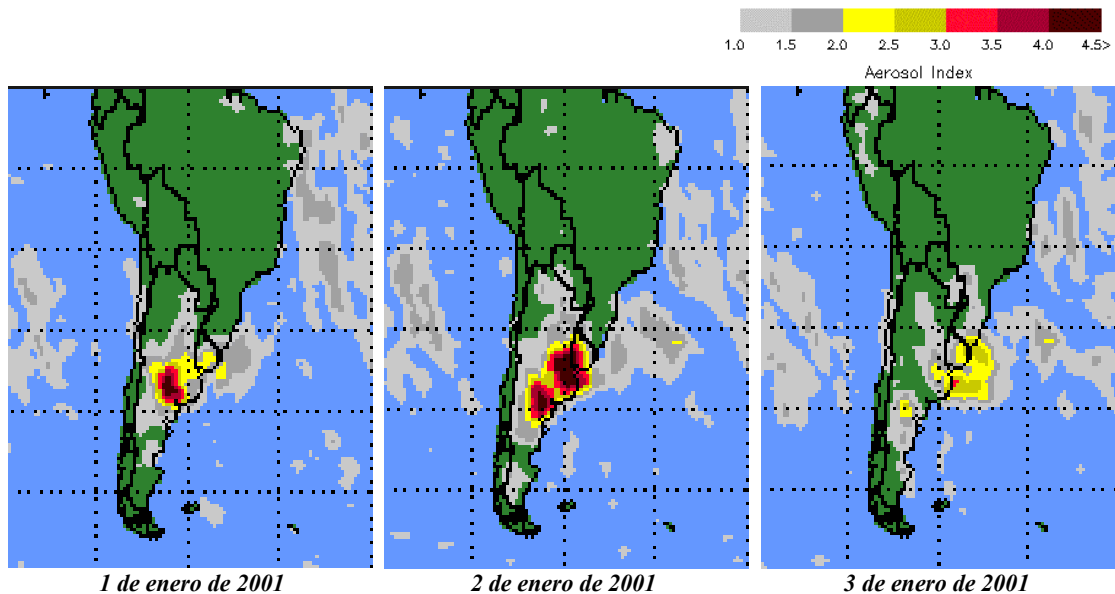 1.0 1.5 2.0 2.5 3.0 3.5 4.0 4.5>
Aerosol Index
1 de enero de 2001 2 de enero de 2001 3 de enero de 2001